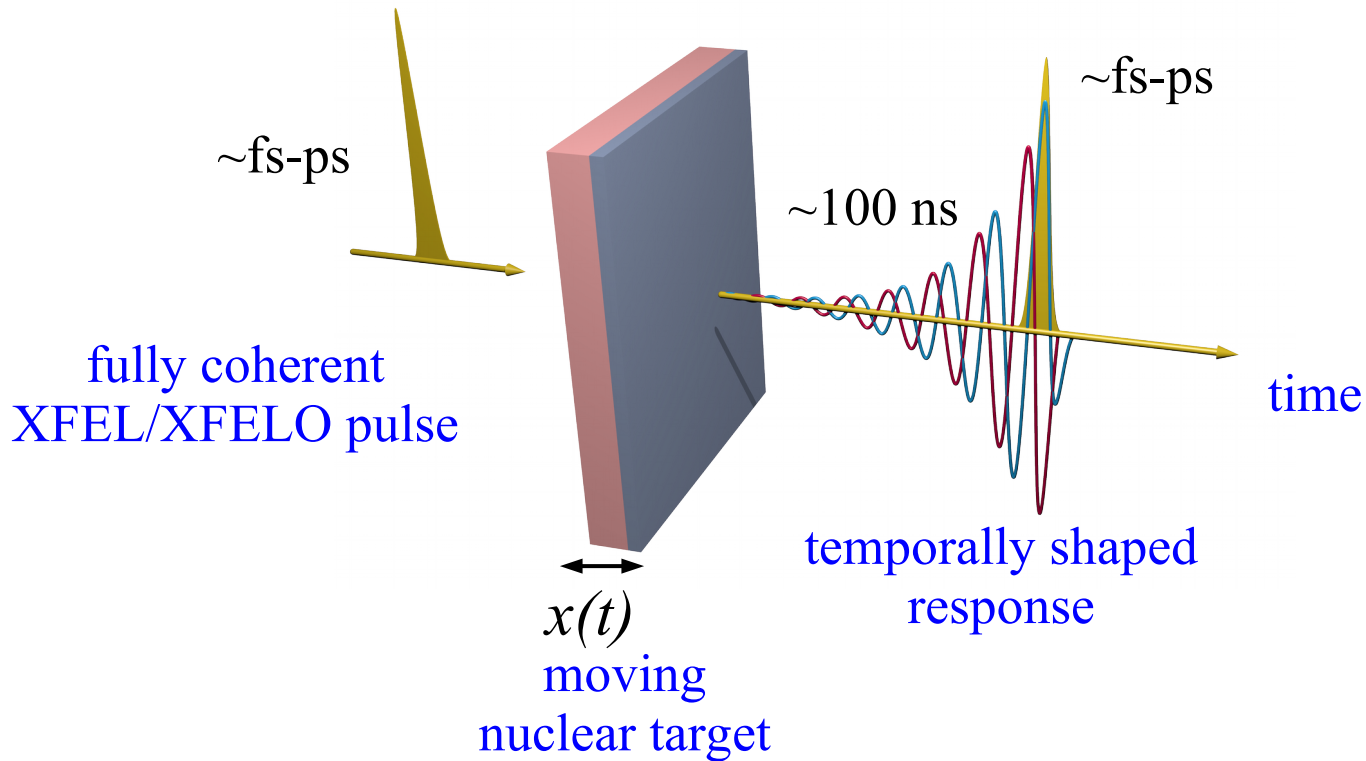 ~fs-ps
~fs-ps
~100 ns
fully coherent
XFEL/XFELO pulse
time
temporally shaped
response
x(t)
moving
nuclear target